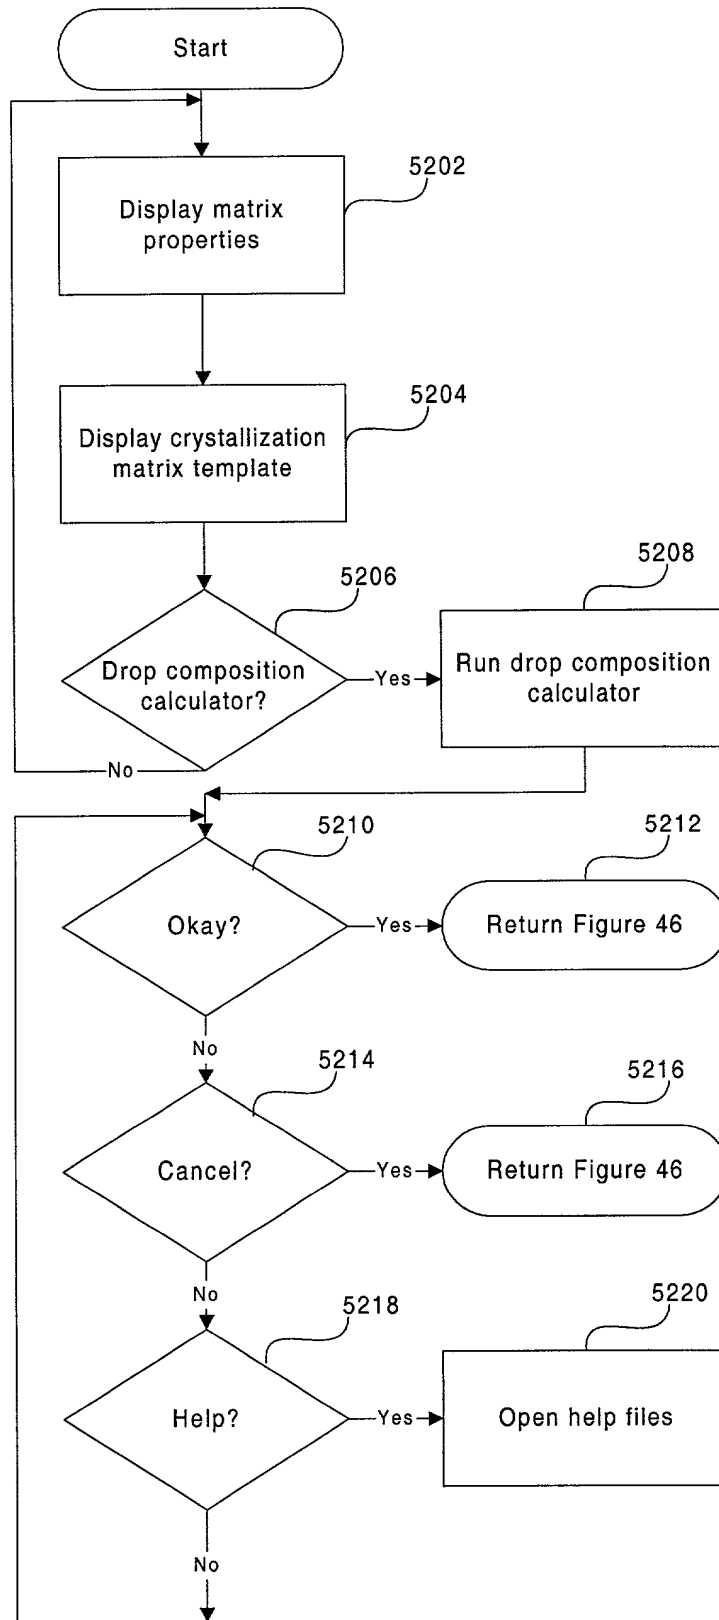 Start
5202
Display matrix
properties
5204
Display crystallization
matrix template
5206
Drop composition
calculator?
Yes
No
5208
Run drop composition
calculator
5210
Okay?
Yes
No
5212
Return Figure 46
5214
Cancel?
Yes
No
5216
Return Figure 46
5218
Help?
Yes
No
5220
Open help files